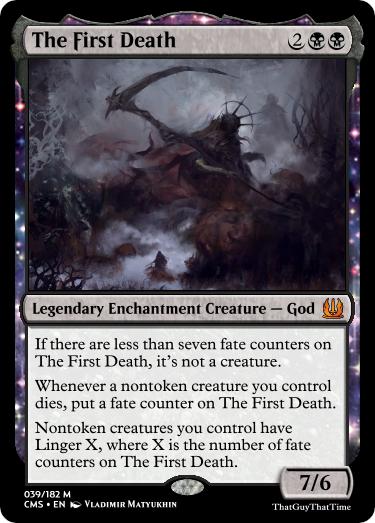 The First Death 2
Legendary Enchantment Creature — God
If there are less than seven fate counters on
The First Death, it's not a creature.
Whenever a nontoken creature you control
dies, put a fate counter on The First Death.
Nontoken creatures you control have
Linger X, where X is the number of fate
counters on The First Death.
7/6
039/182 M
CMS • EN Vladimir Matyukhin
ThatGuyThatTime